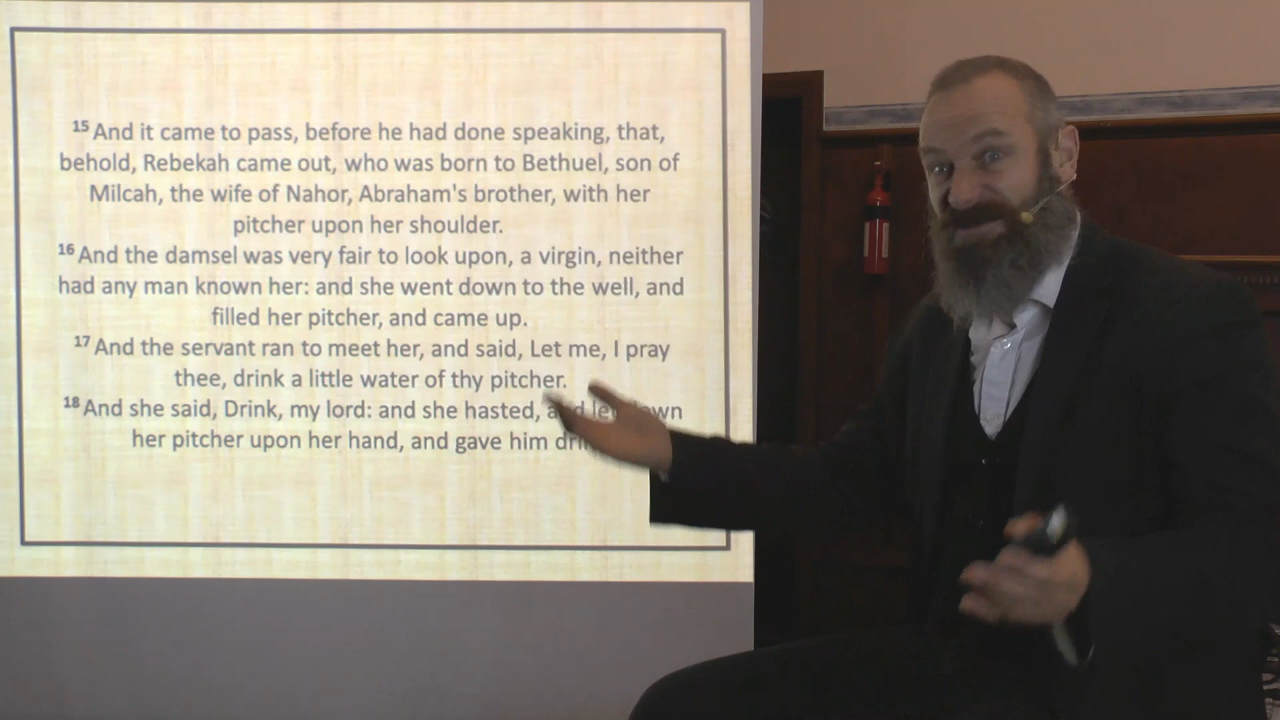 15 And it came to pass, before he had done speaking, that,
behold, Rebekah came out, who was born to Bethuel, son of
Milcah, the wife of Nahor, Abraham's brother, with her
pitcher upon her shoulder.
16 And the damsel was very fair to look upon, a virgin, neither
had any man known her: and she went down to the well, and
filled her pitcher, and came up.
17 And the servant ran to meet her, and said, Let me, I pray
thee, drink a little water of thy pitcher.
18 And she said, Drink, my lord: and she hasted, and let down
her pitcher upon her hand, and gave him